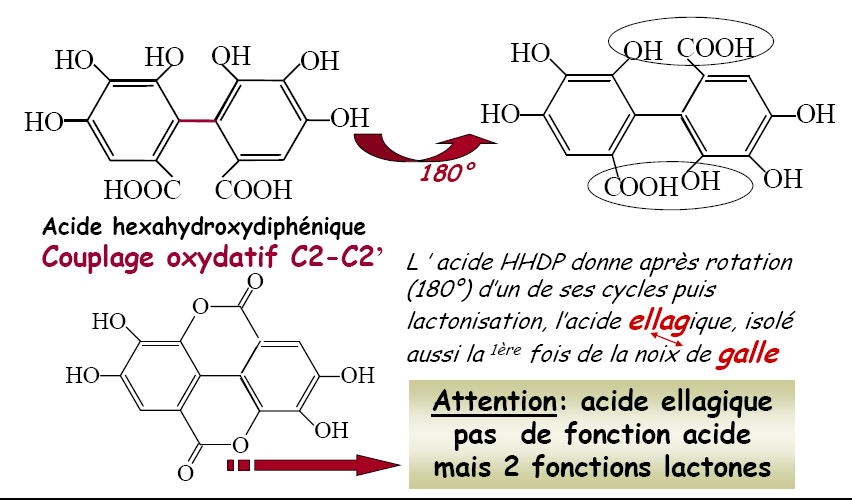 HO HO OH OH
HO OH
HOOC COOH
HO OH COOH
HO OH
COOH OH OH
180°
Acide hexahydroxydiphénique
Couplage oxydatif C2-C2’
O
O
HO
HO OH
OH
O
O
L ’ acide HHDP donne après rotation
(180°) d’un de ses cycles puis
lactonisation, l’acide ellagique, isolé
aussi la 1ère fois de la noix de galle
Attention: acide ellagique
pas de fonction acide
mais 2 fonctions lactones